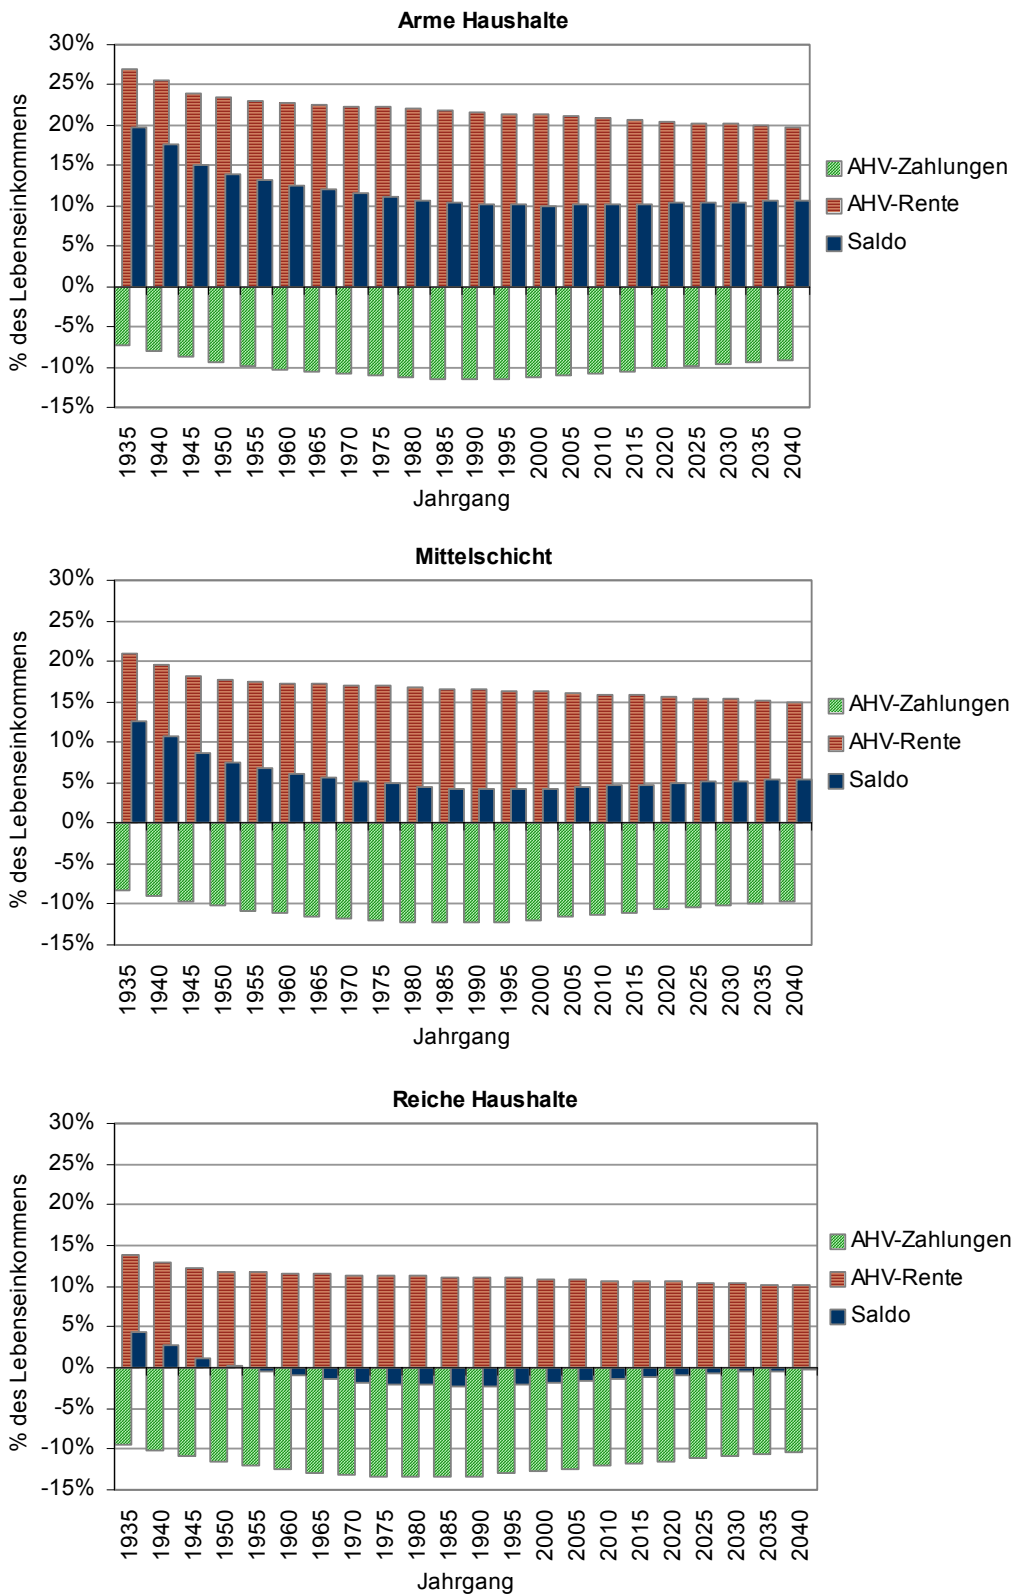 Arme Haushalte
30%
25%
20%
15%
10%
5%
0%
-5%
-10%
-15%
% des Lebenseinkommens
1935 1940 1945 1950 1955 1960 1965 1970 1975 1980 1985 1990 1995 2000 2005 2010 2015 2020 2025 2030 2035 2040
Jahrgang
AHV-Zahlungen
AHV-Rente
Saldo
Mittelschicht
30%
25%
20%
15%
10%
5%
0%
-5%
-10%
-15%
% des Lebenseinkommens
1935 1940 1945 1950 1955 1960 1965 1970 1975 1980 1985 1990 1995 2000 2005 2010 2015 2020 2025 2030 2035 2040
Jahrgang
AHV-Zahlungen
AHV-Rente
Saldo
Reiche Haushalte
30%
25%
20%
15%
10%
5%
0%
-5%
-10%
-15%
% des Lebenseinkommens
1935 1940 1945 1950 1955 1960 1965 1970 1975 1980 1985 1990 1995 2000 2005 2010 2015 2020 2025 2030 2035 2040
Jahrgang
AHV-Zahlungen
AHV-Rente
Saldo